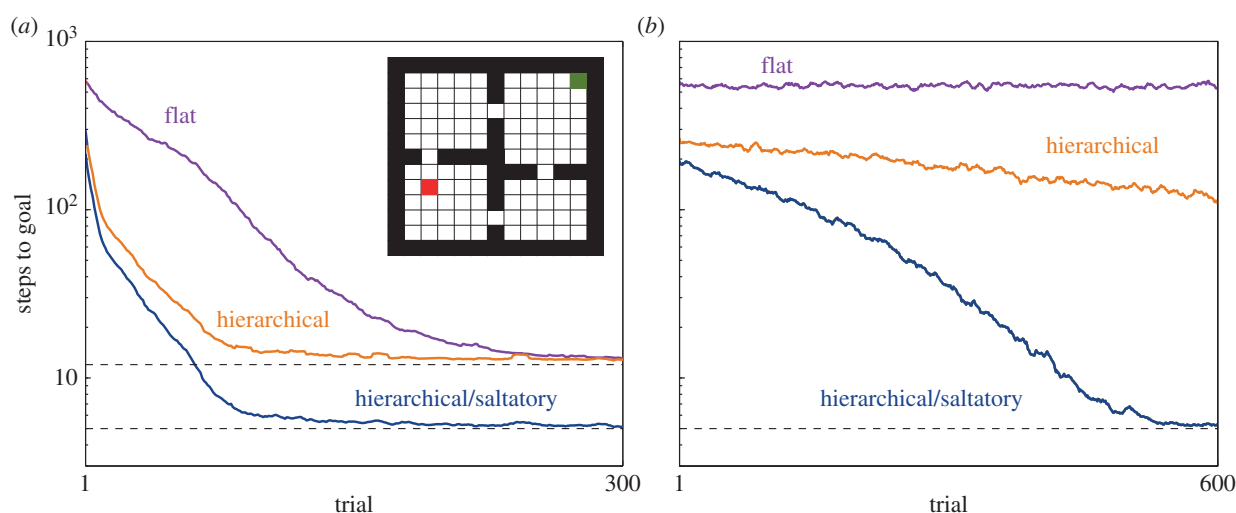 (a)
10³
10²
10
steps to goal
flat
hierarchical
hierarchical/saltatory
1
300
trial
(b)
flat
hierarchical
hierarchical/saltatory
1
600
trial